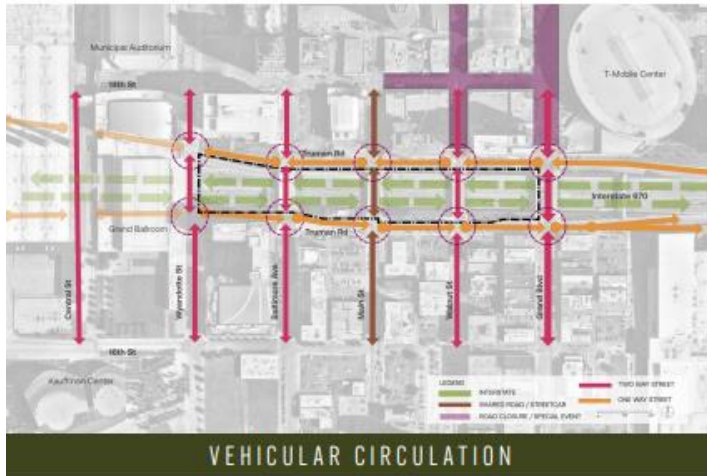 Municipal Auditorium
T-Mobile Center
Truman Rd
Interstate 670
Grand Ballroom
Truman Rd
Central St
Wyandotte St
Baltimore Ave
Main St
Walnut St
Grand Blvd
16th St
Kauffman Center
LEGEND
INTERSTATE
SHARED ROAD / STREETCAR
ROAD CLOSURE / SPECIAL EVENT
TWO WAY STREET
ONE WAY STREET
VEHICULAR CIRCULATION